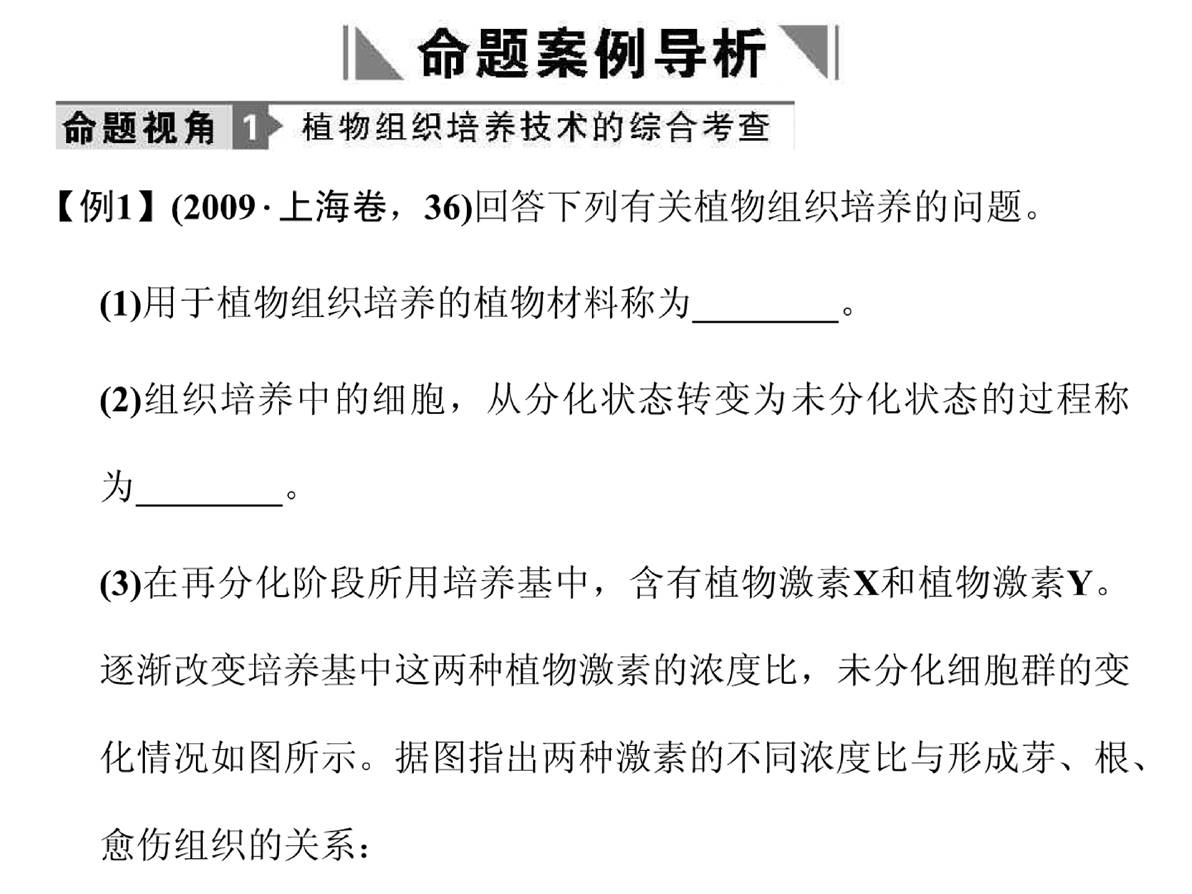 命题案例导析
命题视角1 植物组织培养技术的综合考查
【例1】(2009·上海卷，36)回答下列有关植物组织培养的问题。
(1)用于植物组织培养的植物材料称为________。
(2)组织培养中的细胞，从分化状态转变为未分化状态的过程称
为________。
(3)在再分化阶段所用培养基中，含有植物激素X和植物激素Y。
逐渐改变培养基中这两种植物激素的浓度比，未分化细胞群的变
化情况如图所示。据图指出两种激素的不同浓度比与形成芽、根、
愈伤组织的关系：